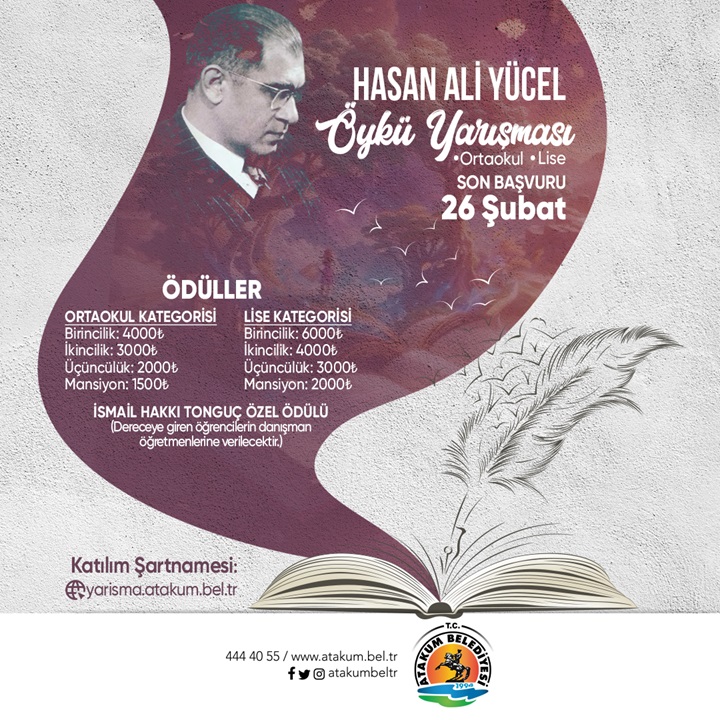 HASAN ALİ YÜCEL
Öykü Yarışması
•Ortaokul •Lise
SON BAŞVURU
26 Şubat
ÖDÜLLER
ORTAOKUL KATEGORİSİ
Birincilik: 4000₺
İkincilik: 3000₺
Üçüncülük: 2000₺
Mansiyon: 1500₺
LİSE KATEGORİSİ
Birincilik: 6000₺
İkincilik: 4000₺
Üçüncülük: 3000₺
Mansiyon: 2000₺
İSMAİL HAKKI TONGUÇ ÖZEL ÖDÜLÜ
(Dereceye giren öğrencilerin danışman
öğretmenlerine verilecektir.)
Katılım Şartnamesi:
yarisma.atakum.bel.tr
444 40 55 / www.atakum.bel.tr
atakumbeltr
T.C.
ATAKUM BELEDİYESİ
1994